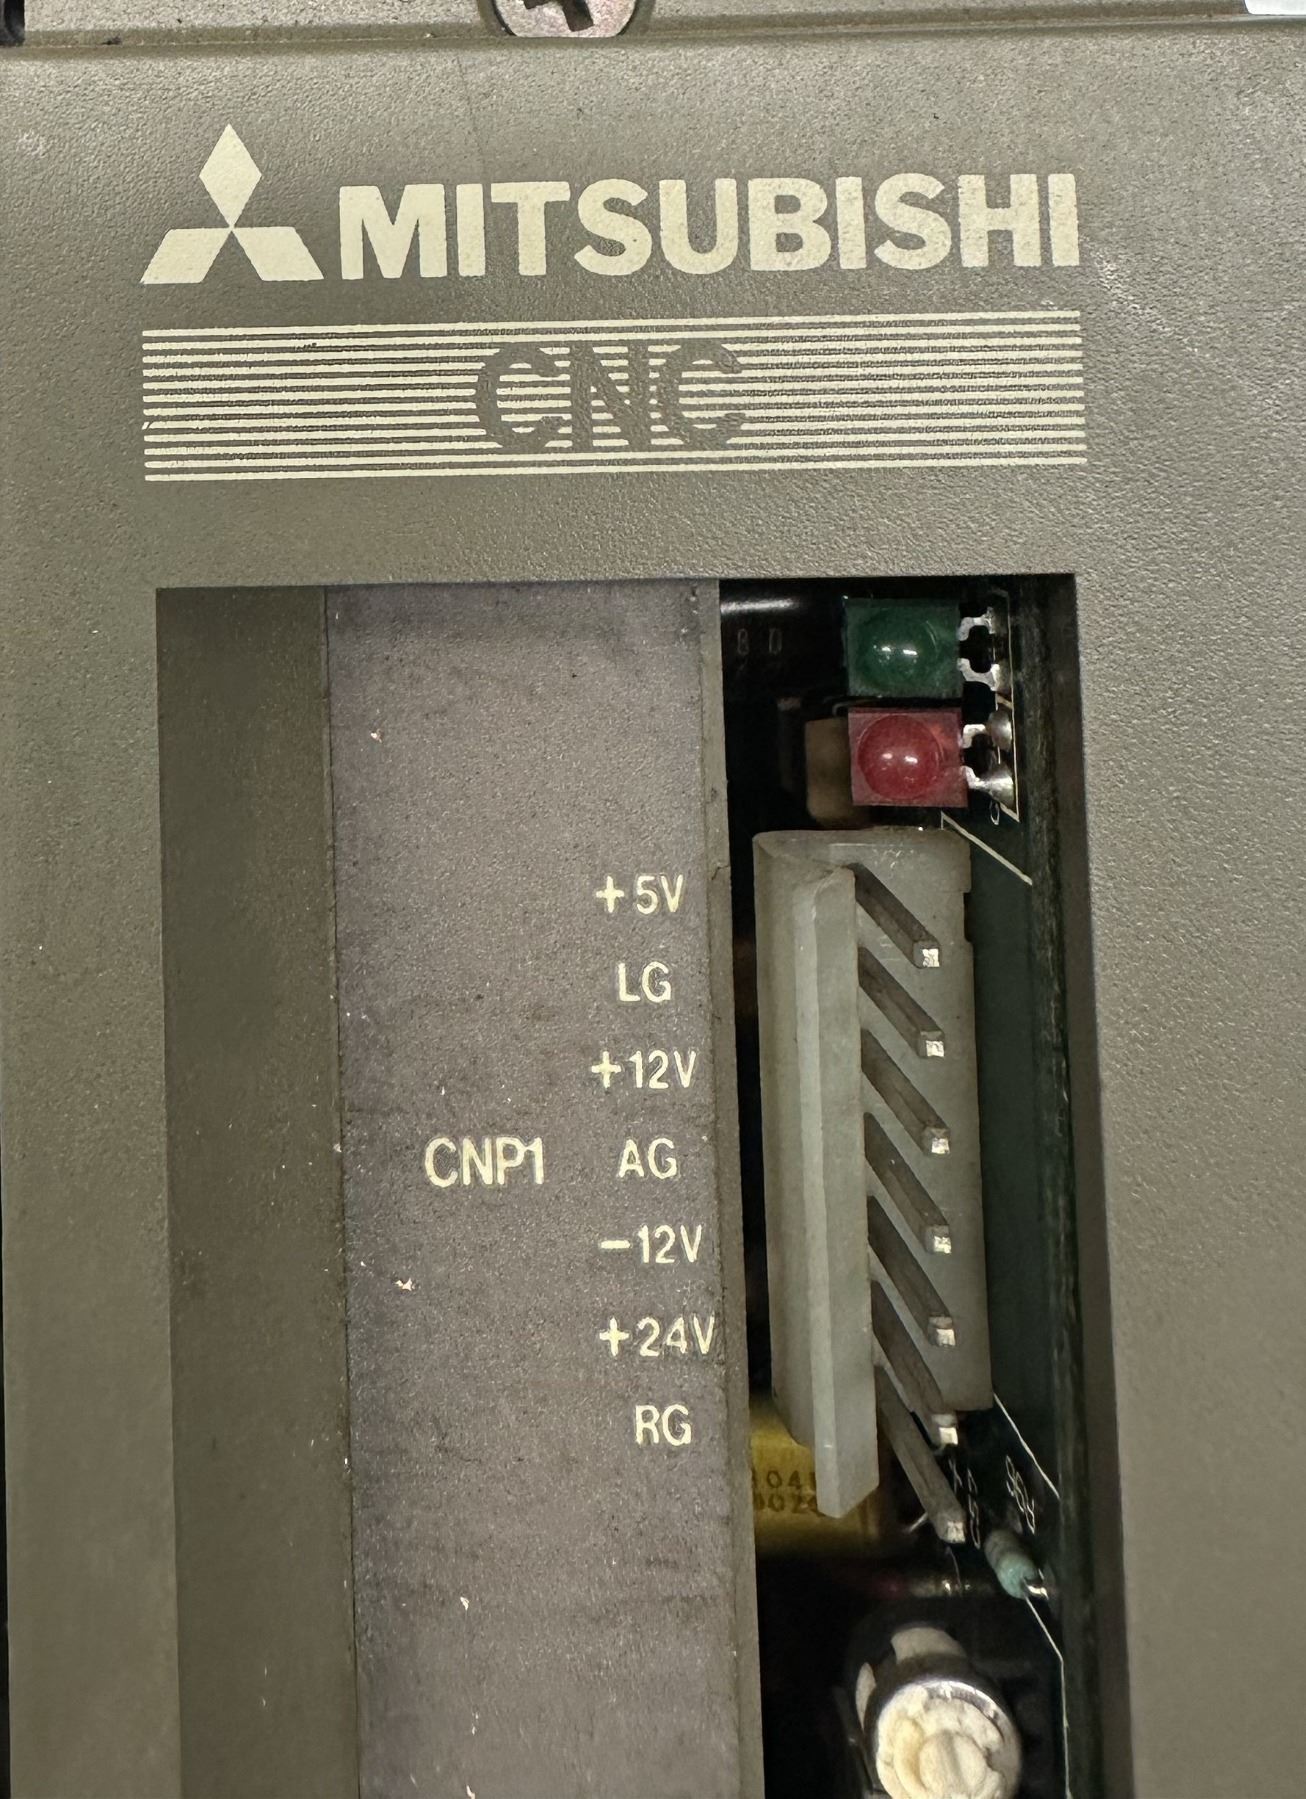 MITSUBISHI
CNC
+5V
LG
+12V
CNP1 AG
-12V
+24V
RG